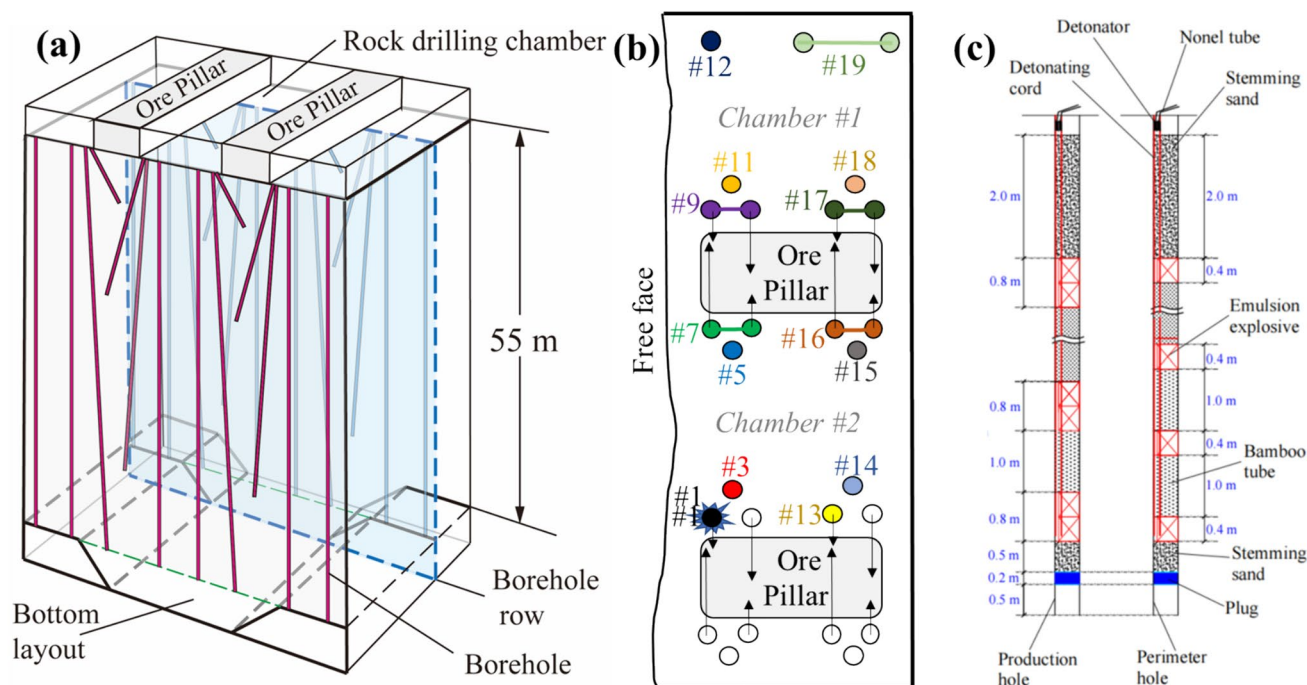 (a)
Rock drilling chamber
Ore Pillar
Ore Pillar
55 m
Bottom
layout
Borehole
row
Borehole
(b)
#12
#19
Chamber #1
#11
#18
#9
#17
Ore
Pillar
Free face
#7
#16
#5
#15
Chamber #2
#3
#14
#1
#1
#13
Ore
Pillar
(c)
Detonator
Nonel tube
Detonating
cord
Stemming
sand
2.0 m
2.0 m
0.8 m
0.4 m
Emulsion
explosive
0.4 m
0.8 m
1.0 m
1.0 m
0.4 m
Bamboo
tube
1.0 m
0.8 m
0.4 m
0.5 m
Stemming
sand
0.2 m
Plug
0.5 m
Production
hole
Perimeter
hole